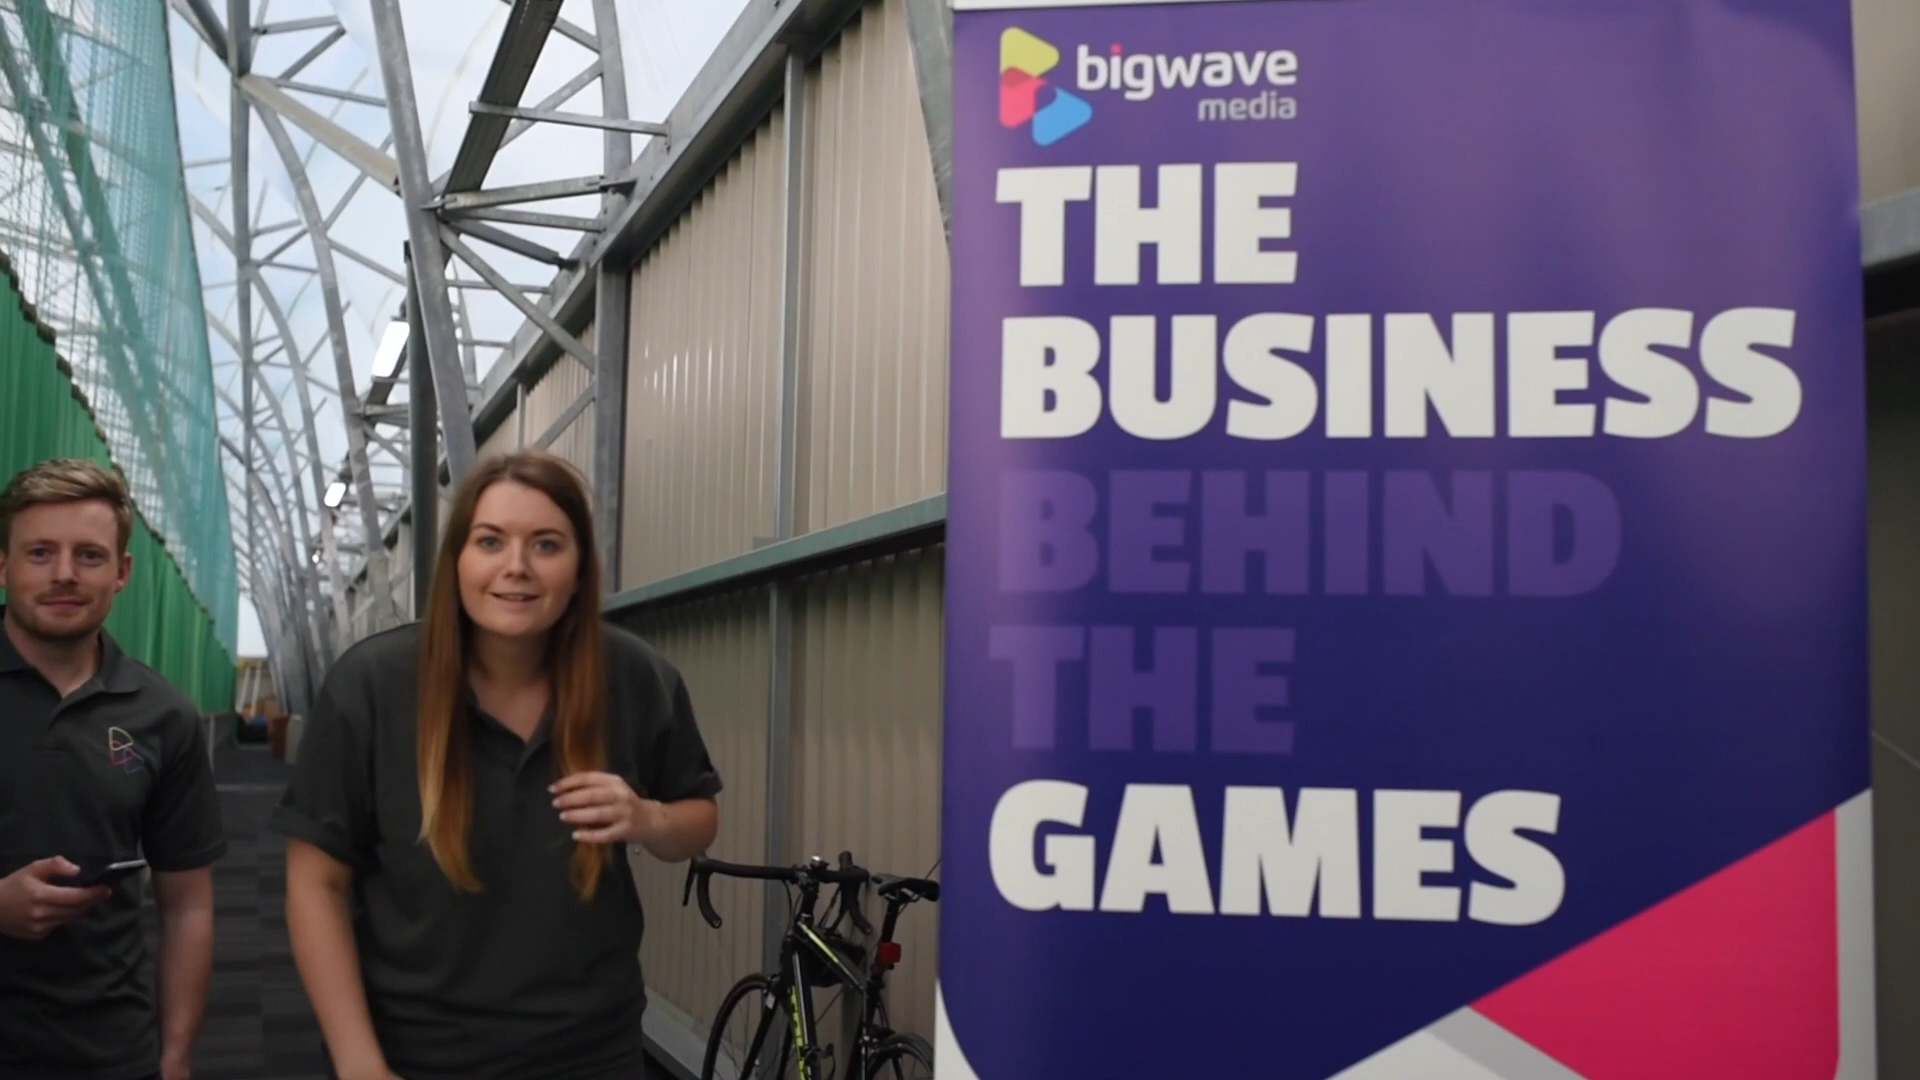 bigwave
media
THE
BUSINESS
BEHIND
THE
GAMES